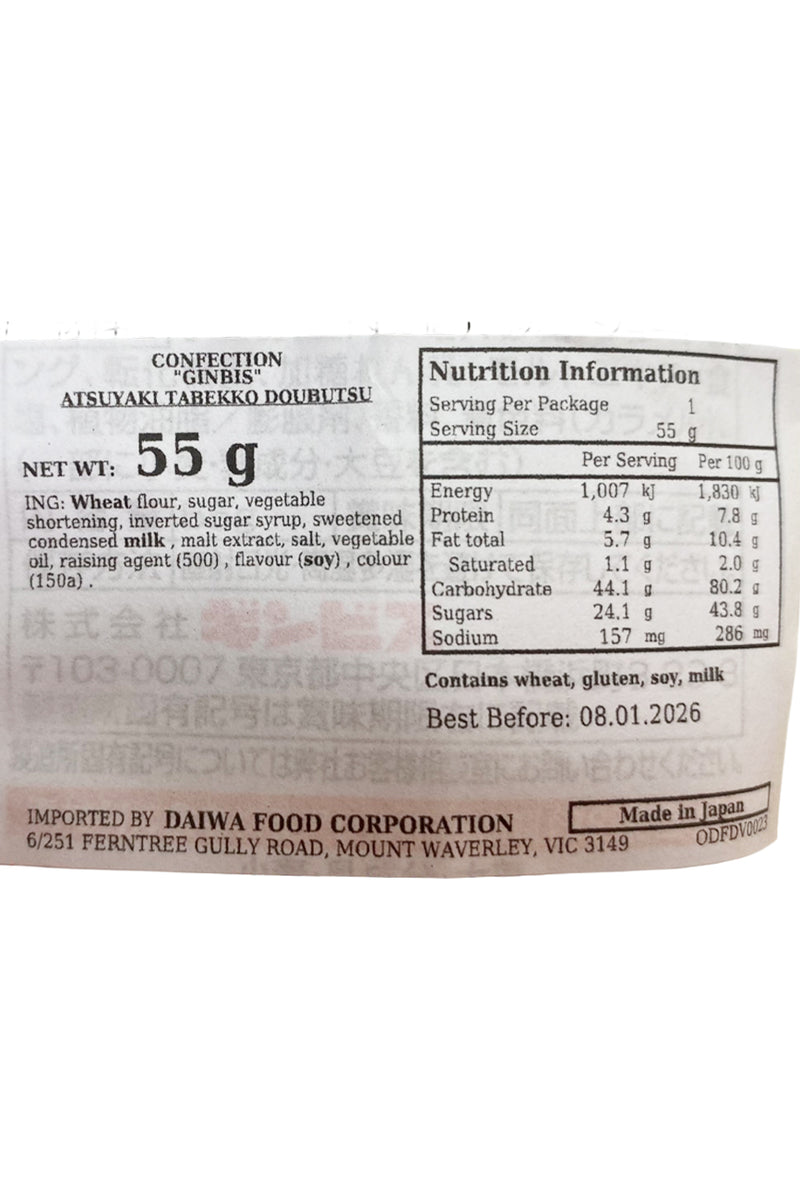 CONFECTION
"GINBIS"
ATSUYAKI TABEKKO DOUBUTSU
NET WT: 55 g
ING: Wheat flour, sugar, vegetable
shortening, inverted sugar syrup, sweetened
condensed milk , malt extract, salt, vegetable
oil, raising agent (500) , flavour (soy) , colour
(150a) .
Nutrition Information
Serving Per Package 1
Serving Size 55 g
Per Serving Per 100 g
Energy 1,007 kJ 1,830 kJ
Protein 4.3 g 7.8 g
Fat total 5.7 g 10.4 g
Saturated 1.1 g 2.0 g
Carbohydrate 44.1 g 80.2 g
Sugars 24.1 g 43.8 g
Sodium 157 mg 286 mg
Contains wheat, gluten, soy, milk
Best Before: 08.01.2026
株式会社
〒103-0007 東京都中央区
IMPORTED BY DAIWA FOOD CORPORATION
6/251 FERNTREE GULLY ROAD, MOUNT WAVERLEY, VIC 3149
Made in Japan
ODFDV0023